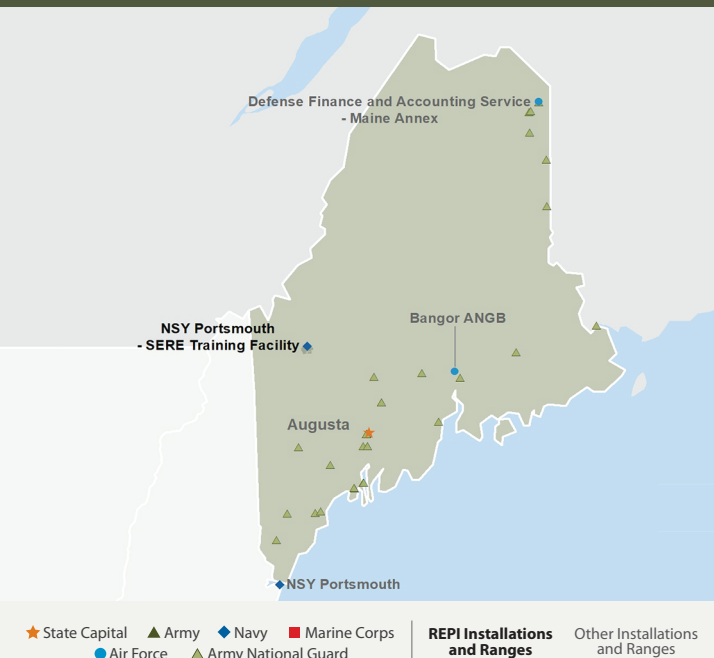 Defense Finance and Accounting Service
- Maine Annex
Bangor ANGB
NSY Portsmouth
- SERE Training Facility
Augusta
NSY Portsmouth
State Capital Army Navy Marine Corps
Air Force Army National Guard
REPI Installations
and Ranges
Other Installations
and Ranges